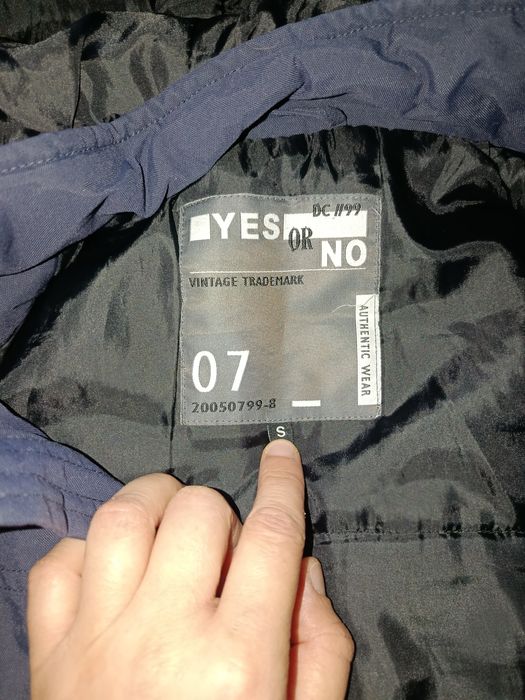 DC //99
YES
OR
NO
VINTAGE TRADEMARK
AUTHENTIC WEAR
07
20050799-8
S